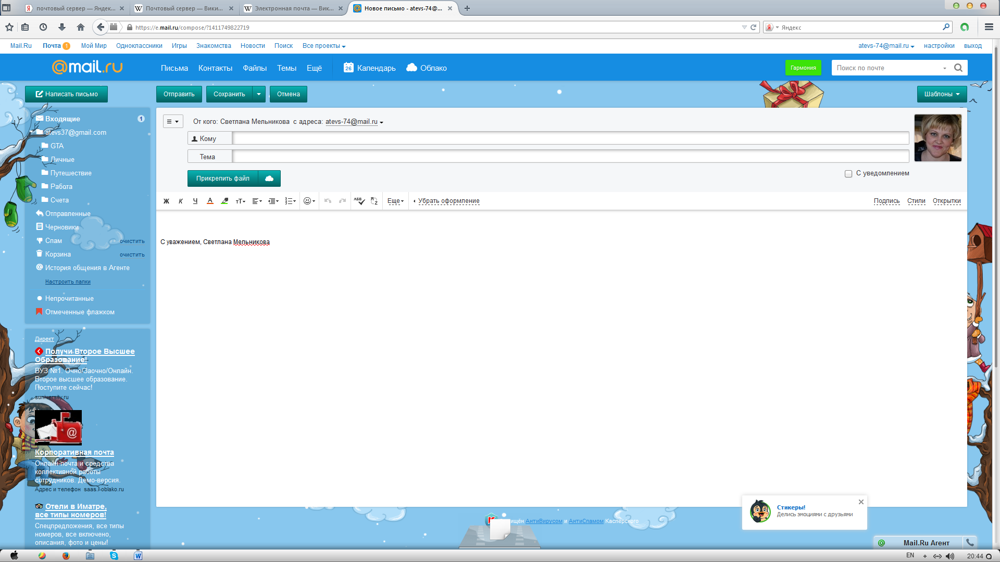 почтовый сервер — Яндек...
Почтовый сервер — Вики...
Электронная почта — Вик...
Новое письмо - atevs-74@...
https://e.mail.ru/compose/?1411749822719
Яндекс
Mail.Ru Почта 1 Мой Мир Одноклассники Игры Знакомства Новости Поиск Все проекты
atevs-74@mail.ru настройки выход
@mail.ru
Письма Контакты Файлы Темы Ещё 26 Календарь Облако
Гармония
Поиск по почте
Написать письмо
Отправить Сохранить Отмена
Шаблоны
Входящие 1
atevs37@gmail.com
GTA
Личные
Путешествие
Работа
Счета
Отправленные
Черновики
Спам очистить
Корзина очистить
История общения в Агенте
Настроить папки
Непрочитанные
Отмеченные флажком
От кого: Светлана Мельникова с адреса: atevs-74@mail.ru
Кому
Тема
Прикрепить файл
С уведомлением
Ж К Ч А тТ АБВ Еще Убрать оформление
Подпись Стили Открытки
С уважением, Светлана Мельникова
Директ
Получи Второе Высшее
Образование!
ВУЗ №1. Очно/Заочно/Онлайн.
Второе высшее образование.
Поступите сейчас!
suniversity.ru
Корпоративная почта
Онлайн-почта и средства
коллективной работы
сотрудников. Демо-версия.
Адрес и телефон saas.i-oblako.ru
Отели в Иматре,
все типы номеров!
Спецпредложения, все типы
номеров, все включено,
описания, фото и цены!
АнтиВирусом и АнтиСпамом Касперского
Стикеры!
Делись эмоциями с друзьями
Mail.Ru Агент
EN
20:44